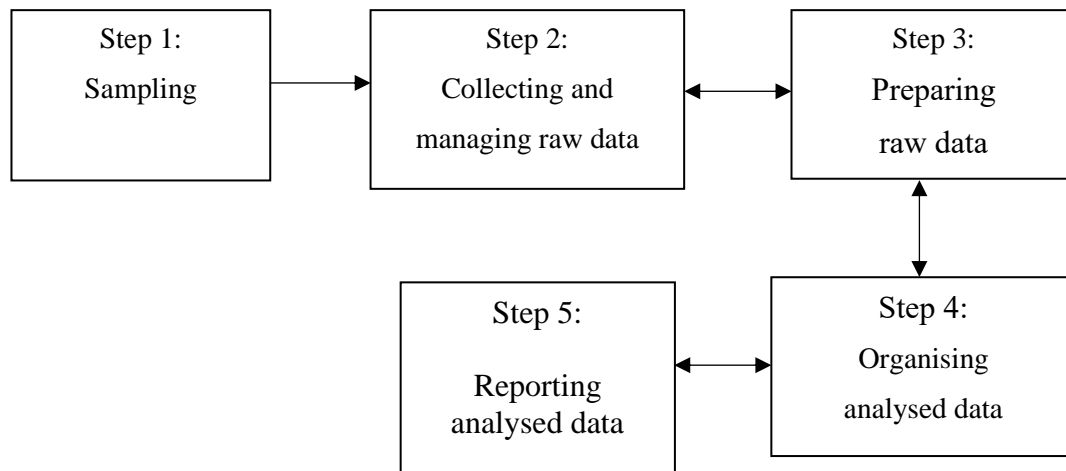 Step 1:
Sampling
Step 2:
Collecting and
managing raw data
Step 3:
Preparing
raw data
Step 4:
Organising
analysed data
Step 5:
Reporting
analysed data